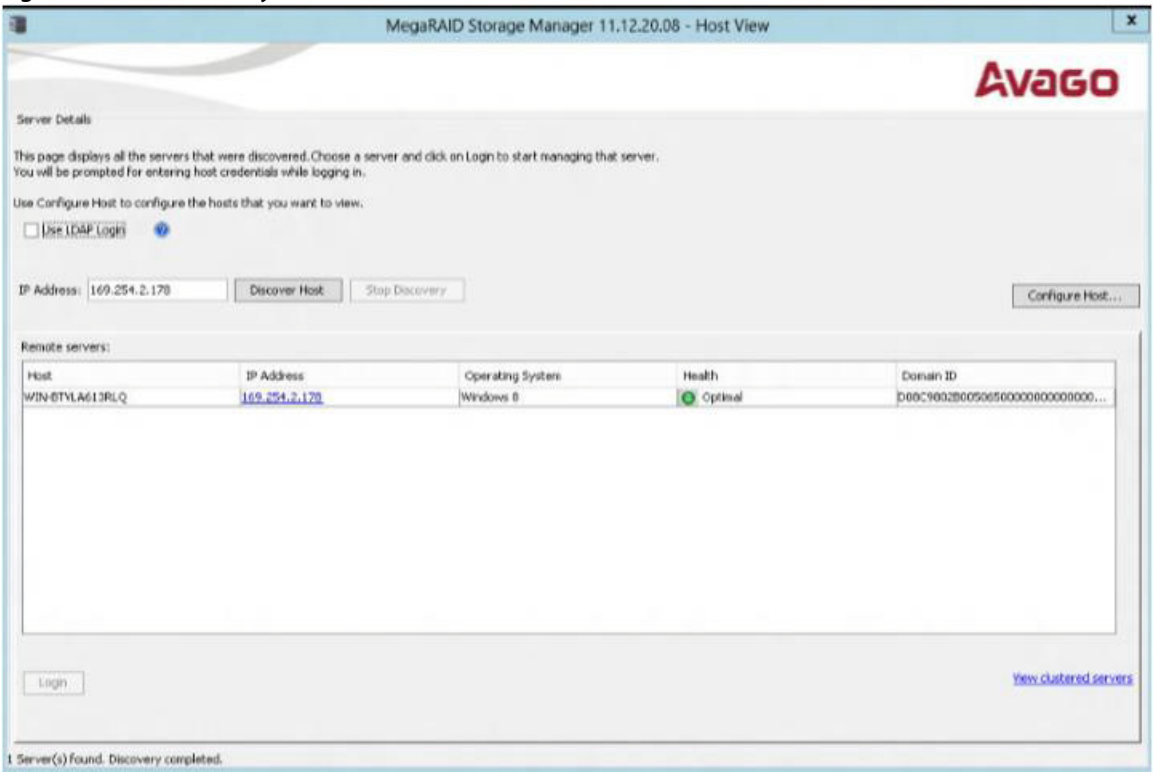 MegaRAID Storage Manager 11.12.20.08 - Host View
x
Avago
Server Details
This page displays all the servers that were discovered. Choose a server and click on Login to start managing that server.
You will be prompted for entering host credentials while logging in.
Use Configure Host to configure the hosts that you want to view.
Use LDAP Login
IP Address: 169.254.2.178 Discover Host Stop Discovery
Configure Host...
Remote servers:
Host IP Address Operating System Health Domain ID
169.254.2.178 Windows 8 Optimal
Login
View clustered servers
1 Server(s) found. Discovery completed.